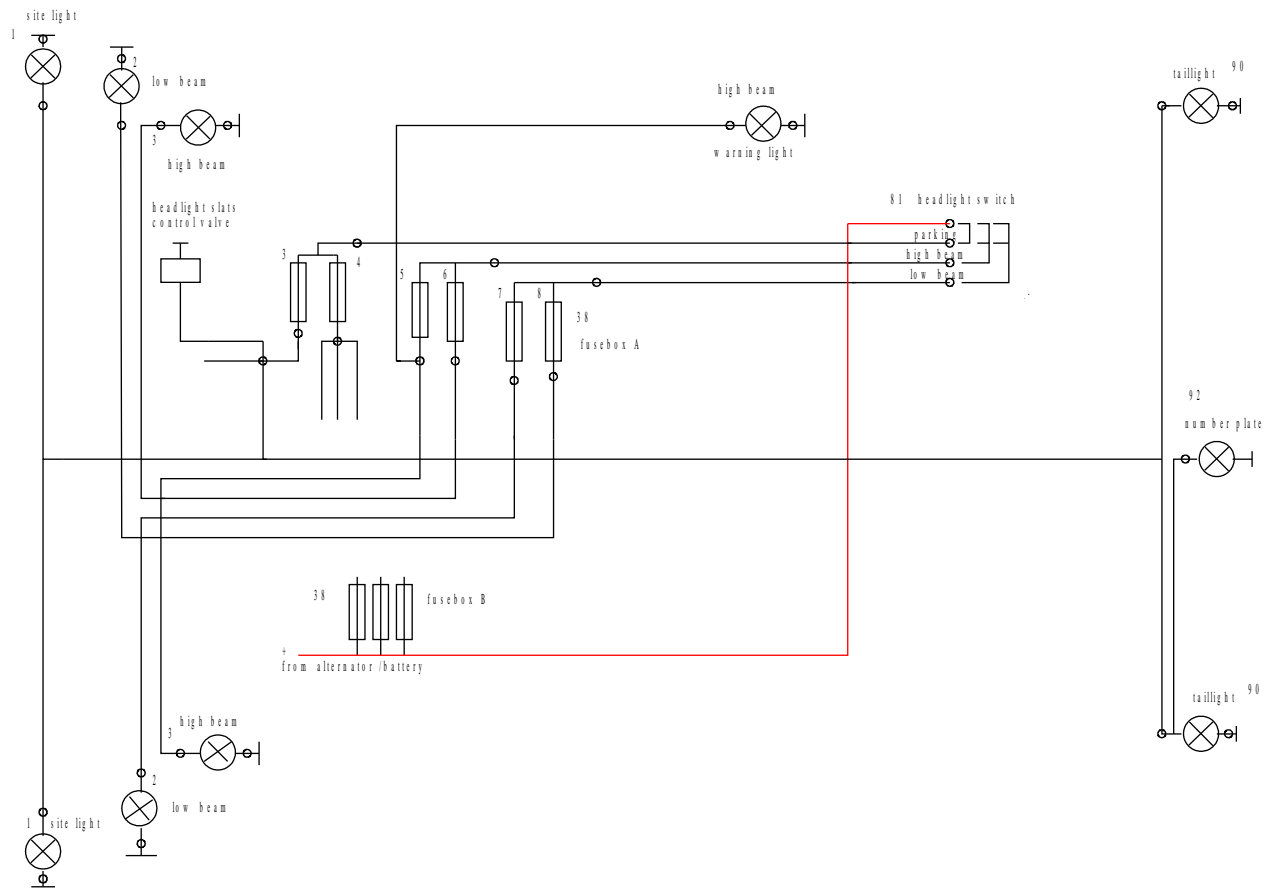 site light
1
2
low beam
3
high beam
high beam
warning light
taillight
90
headlight slats
control valve
81 headlight switch
parking
high beam
low beam
3
4
5
6
7
8
38
fusebox A
92
number plate
38
fusebox B
+
from alternator /battery
taillight
90
high beam
3
2
low beam
1 site light